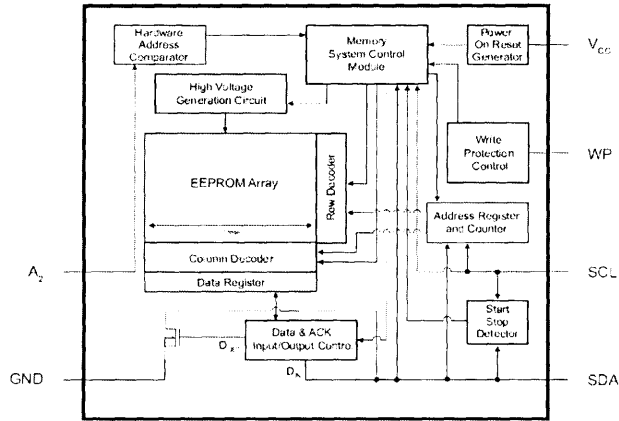 Hardware
Address
Comparator
Memory
System Control
Module
Power
On Reset
Generator
VCC
High Voltage
Generation Circuit
Write
Protection
Control
WP
EEPROM Array
Row Decoder
Address Register
and Counter
Column Decoder
A2
SCL
Data Register
Start
Stop
Detector
Data & ACK
Input/Output Contro
GND
SDA